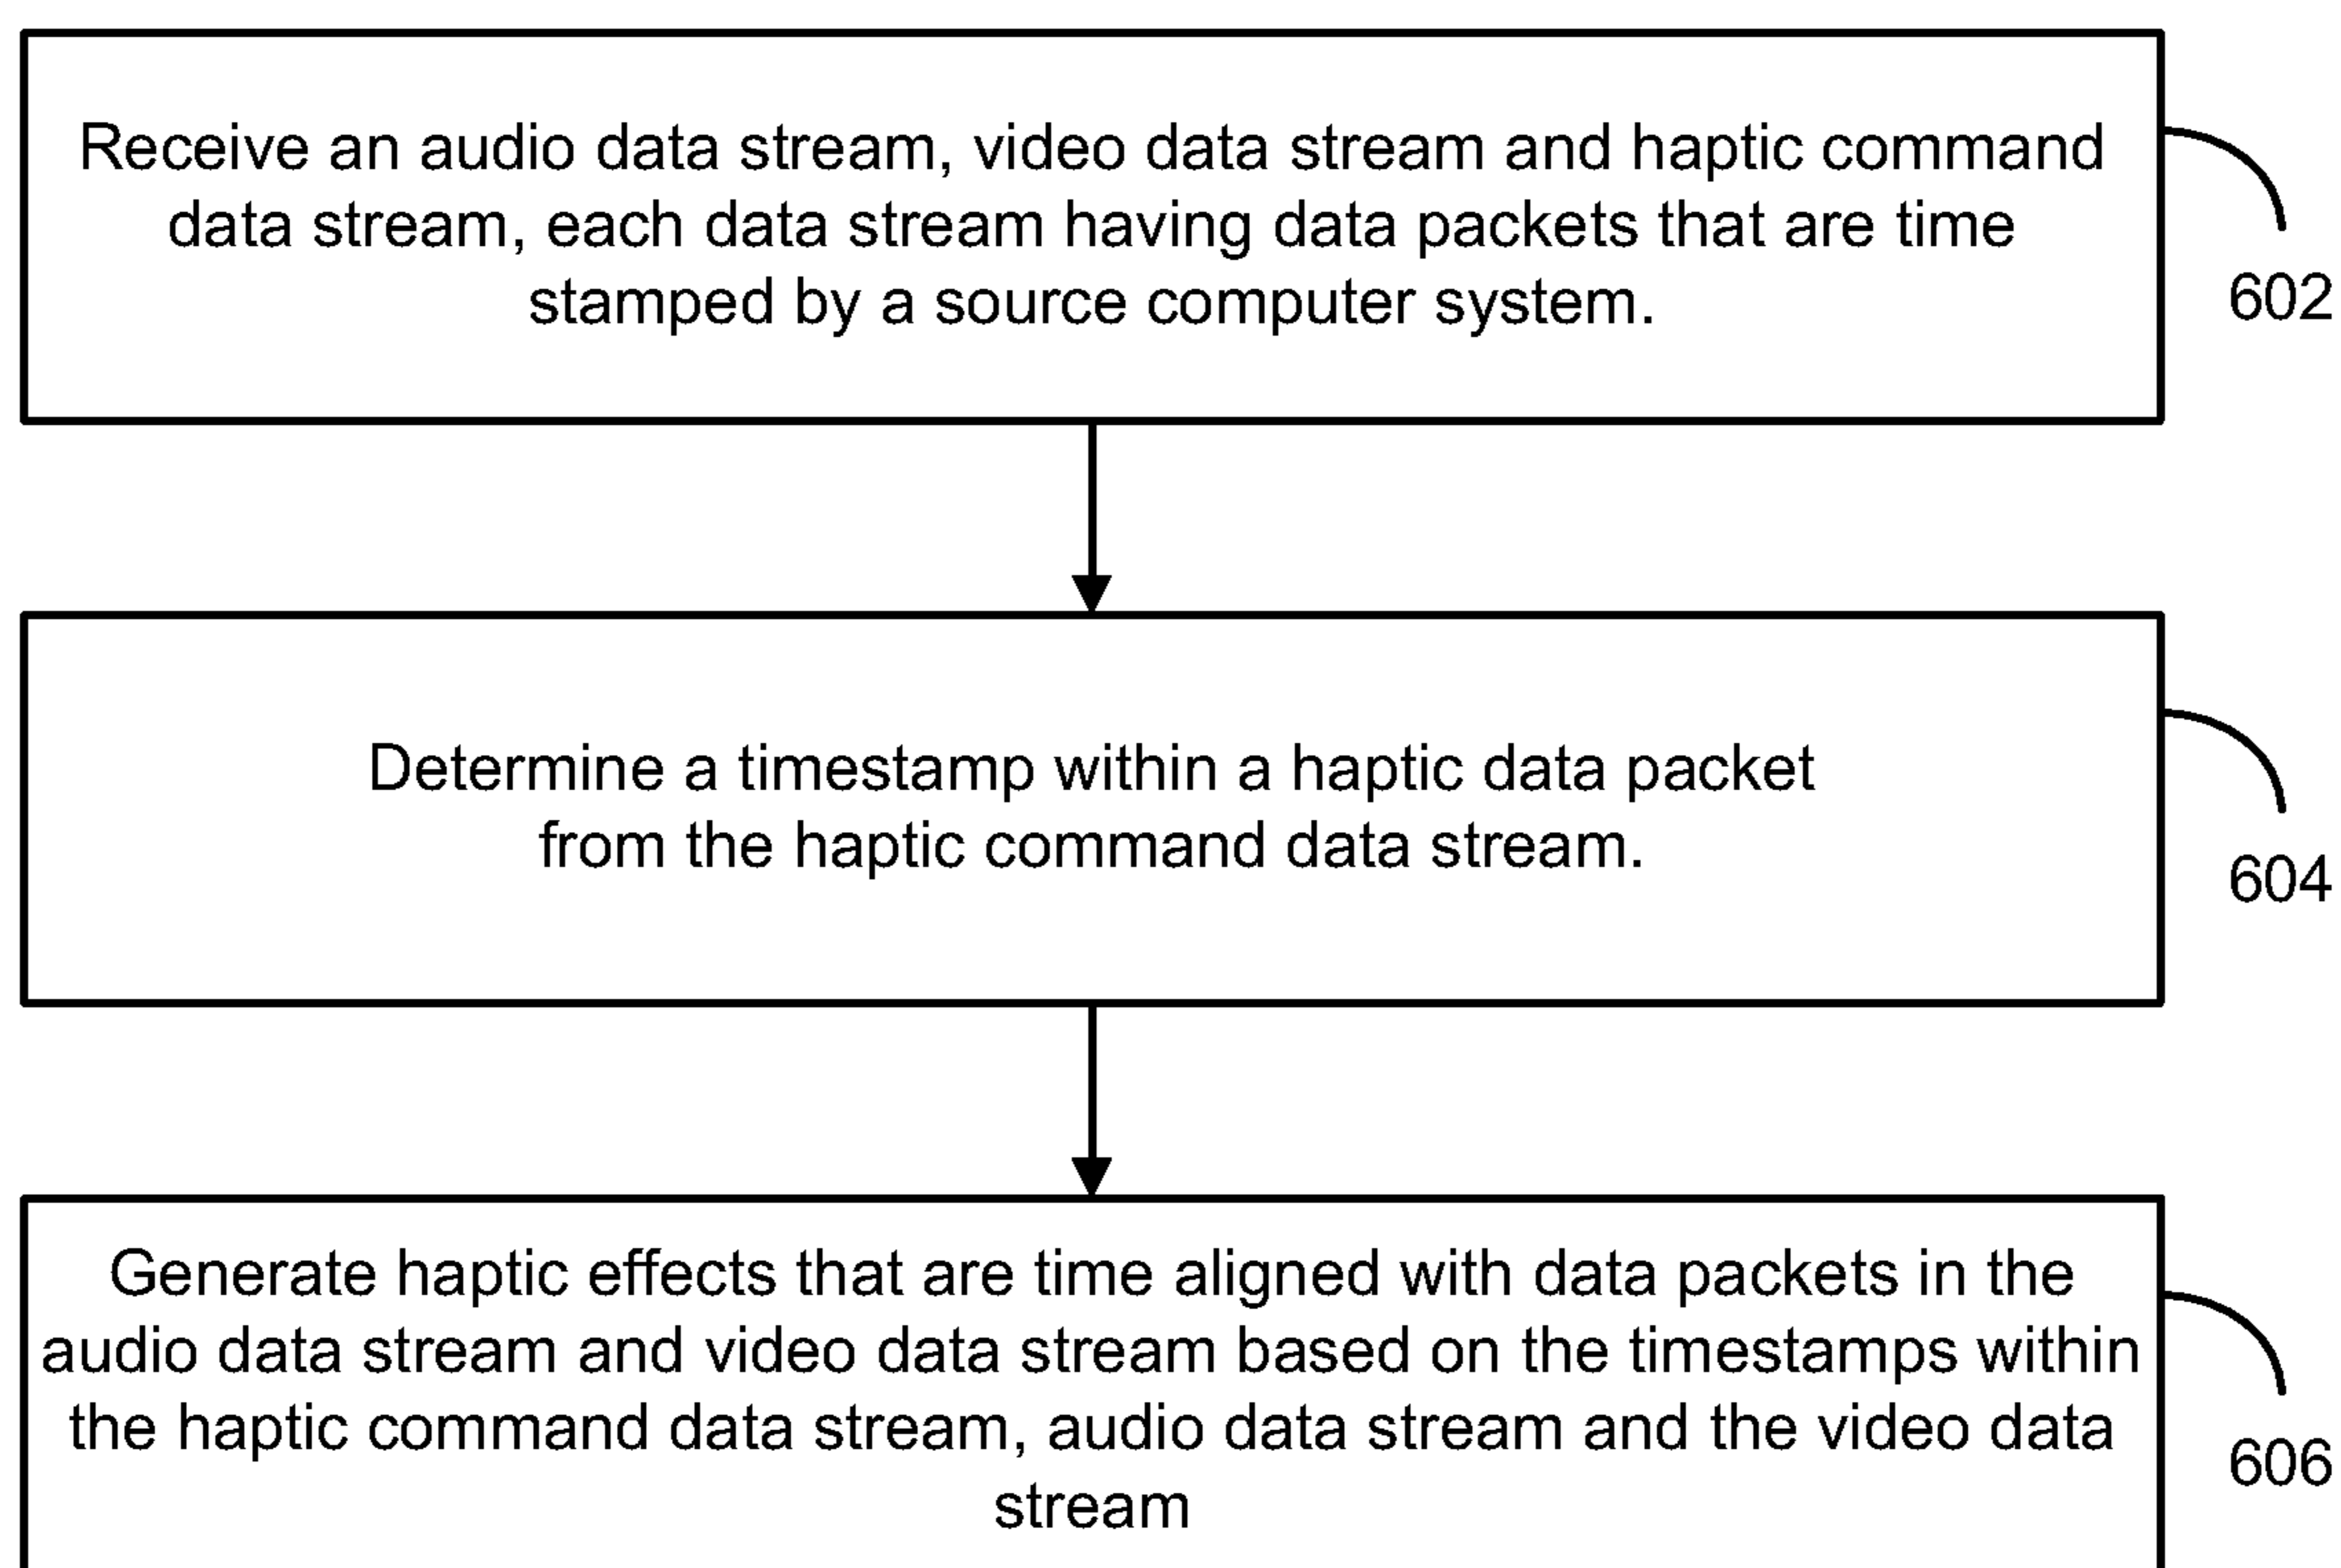 Receive an audio data stream, video data stream and haptic command
data stream, each data stream having data packets that are time
stamped by a source computer system.
602
Determine a timestamp within a haptic data packet
from the haptic command data stream.
604
Generate haptic effects that are time aligned with data packets in the
audio data stream and video data stream based on the timestamps within
the haptic command data stream, audio data stream and the video data
stream
606